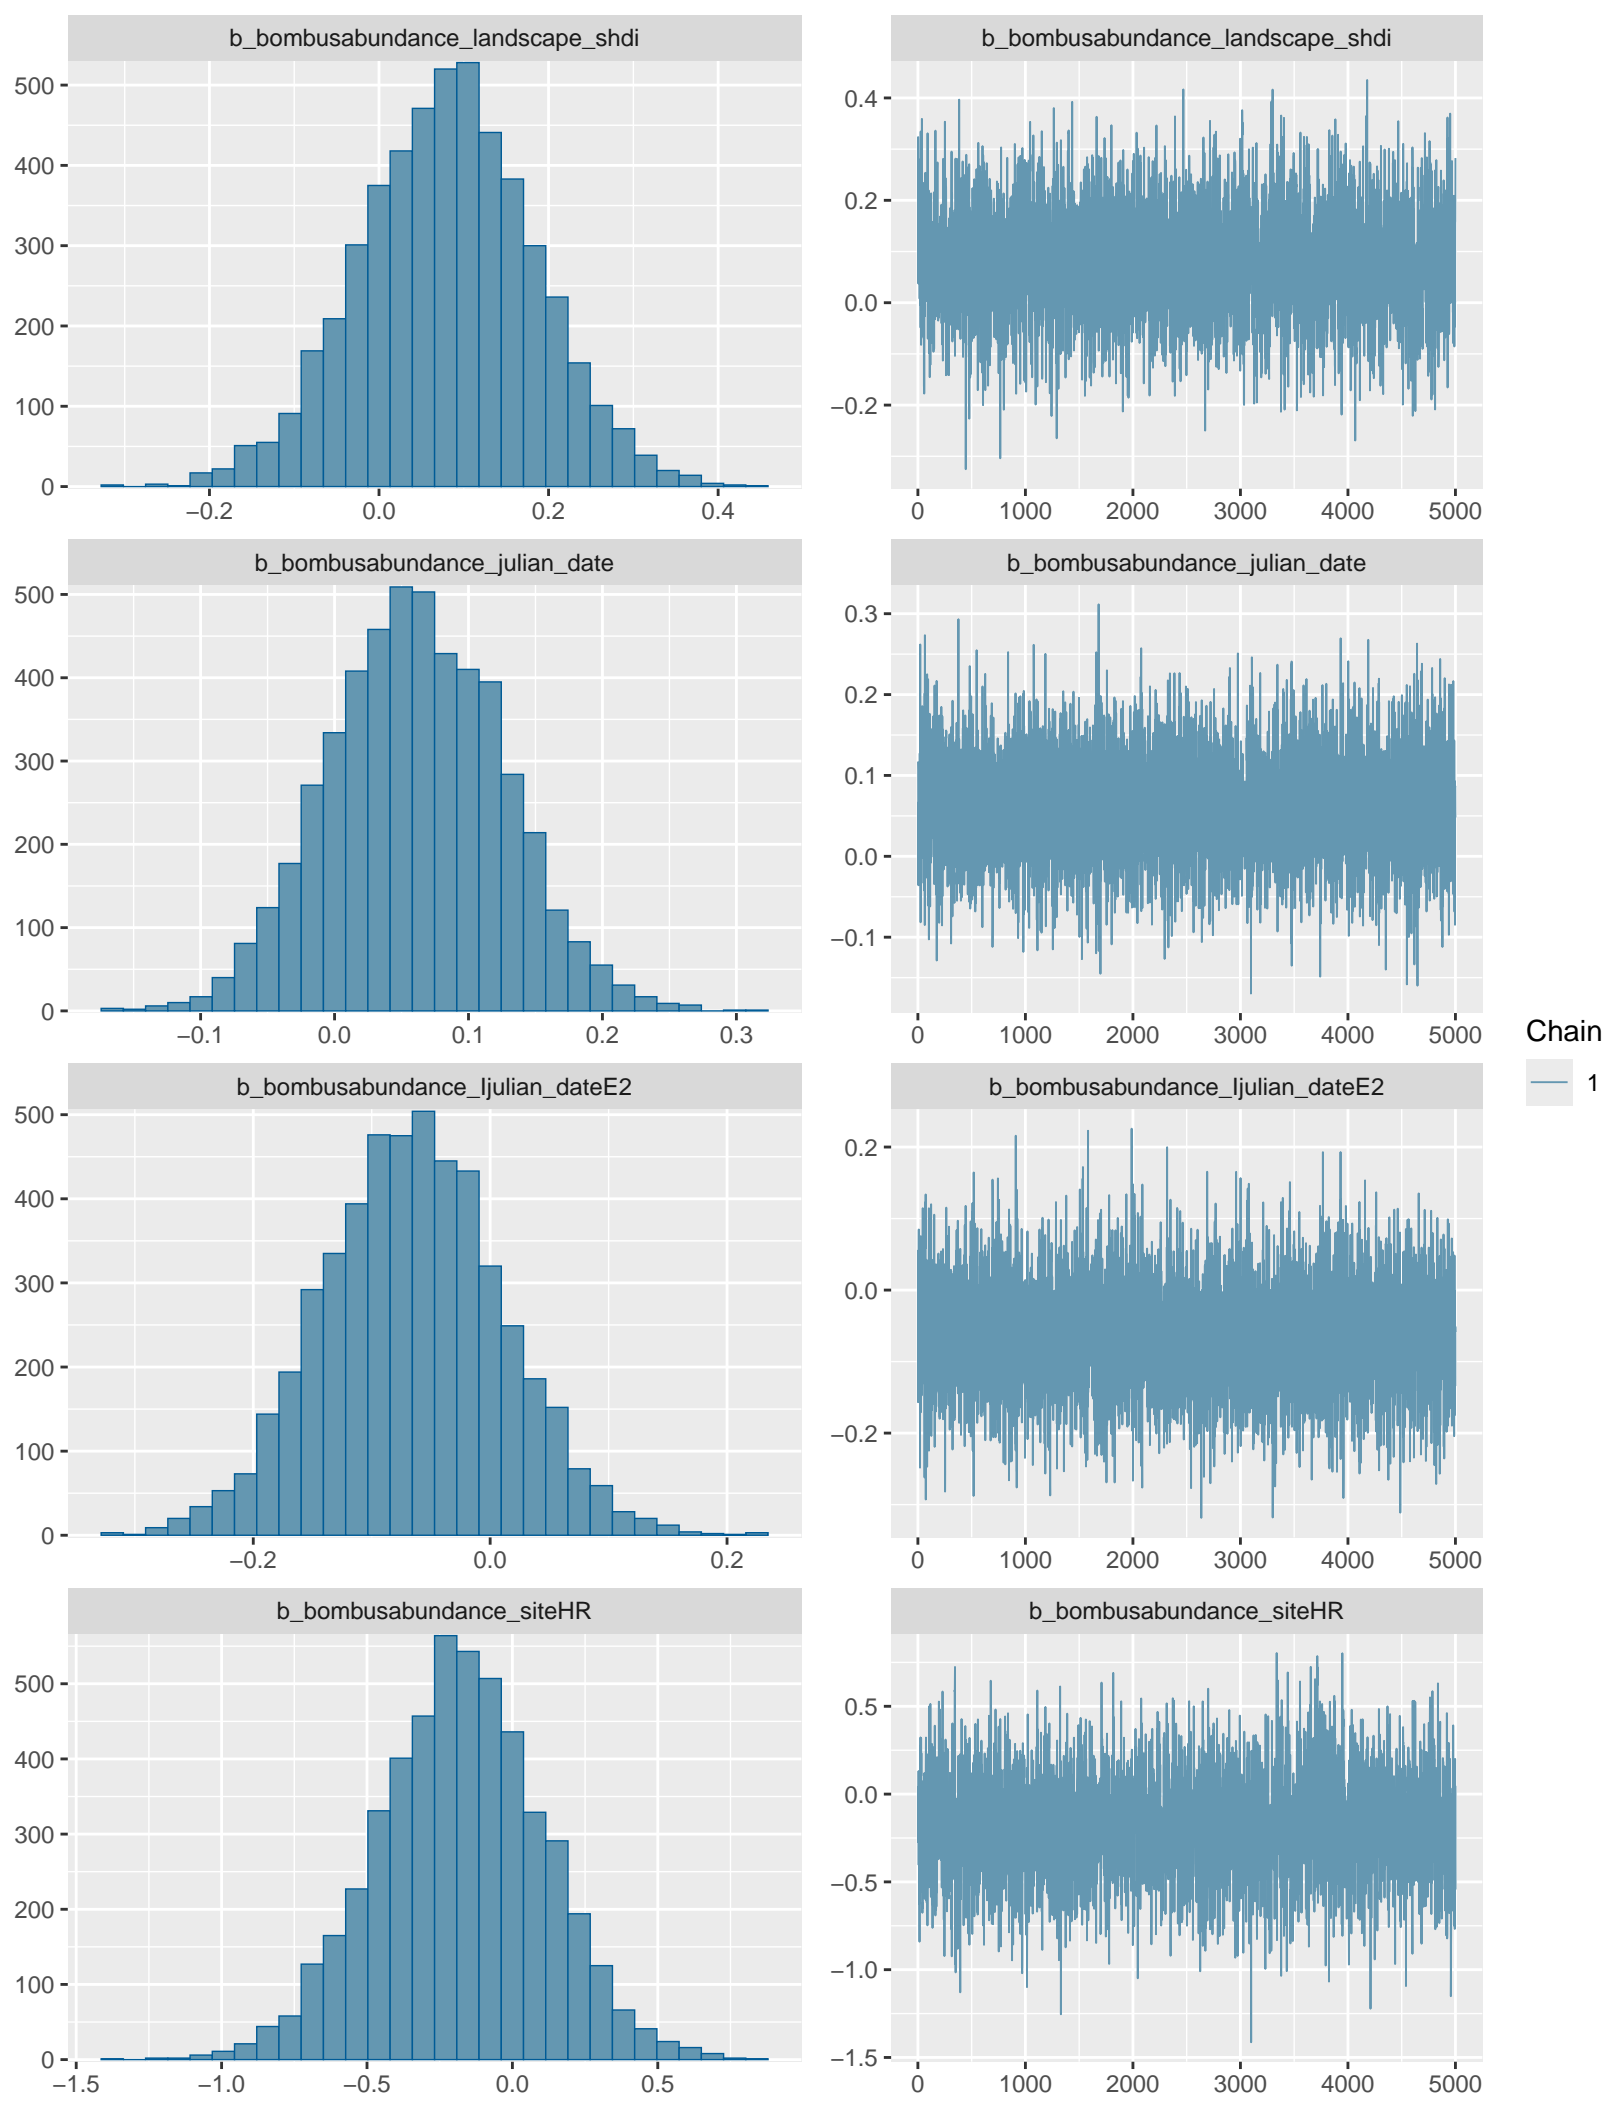 b_bombusabundance_landscape_shdi
500
400
300
200
100
0
−0.2 0.0 0.2 0.4
b_bombusabundance_landscape_shdi
0.4
0.2
0.0
−0.2
0 1000 2000 3000 4000 5000
b_bombusabundance_julian_date
500
400
300
200
100
0
−0.1 0.0 0.1 0.2 0.3
b_bombusabundance_julian_date
0.3
0.2
0.1
0.0
−0.1
0 1000 2000 3000 4000 5000
b_bombusabundance_Ijulian_dateE2
500
400
300
200
100
0
−0.2 0.0 0.2
b_bombusabundance_Ijulian_dateE2
0.2
0.0
−0.2
0 1000 2000 3000 4000 5000
b_bombusabundance_siteHR
500
400
300
200
100
0
−1.5 −1.0 −0.5 0.0 0.5
b_bombusabundance_siteHR
0.5
0.0
−0.5
−1.0
−1.5
0 1000 2000 3000 4000 5000
Chain
1